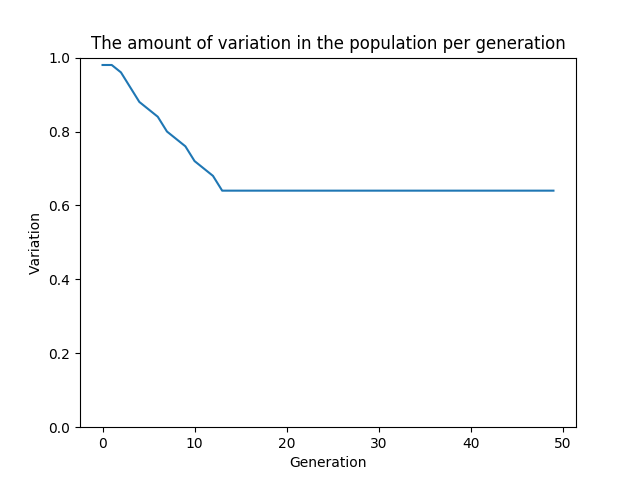 The amount of variation in the population per generation
1.0
0.8
0.6
0.4
0.2
0.0
Variation
0 10 20 30 40 50
Generation